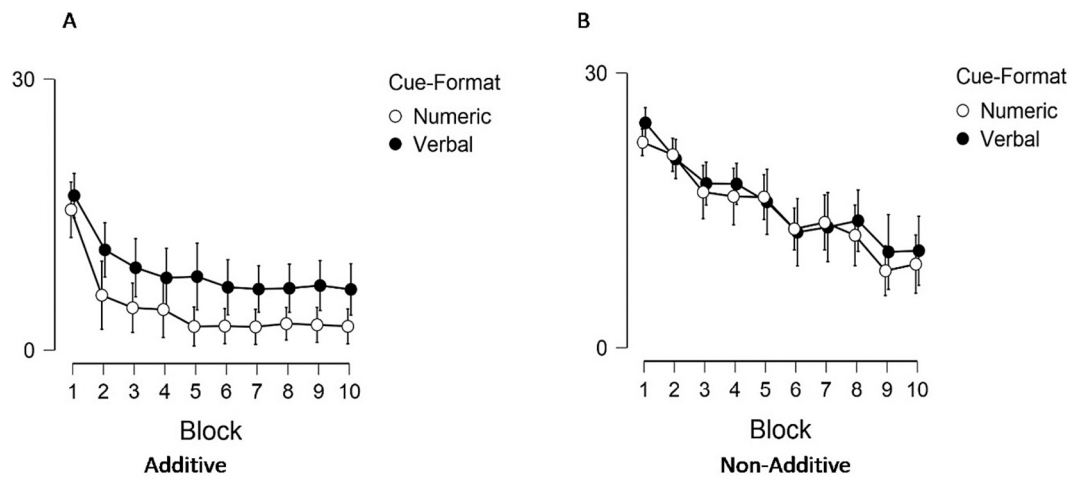 A
30
0
Cue-Format
Numeric
Verbal
1 2 3 4 5 6 7 8 9 10
Block
Additive
B
30
0
Cue-Format
Numeric
Verbal
1 2 3 4 5 6 7 8 9 10
Block
Non-Additive